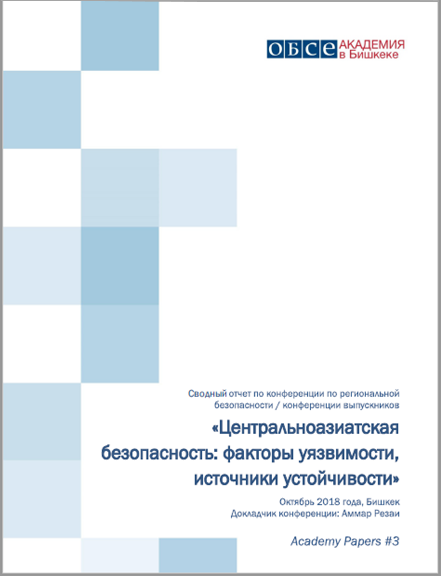 ОБСЕ АКАДЕМИЯ
в Бишкеке
Сводный отчет по конференции по региональной
безопасности / конференции выпускников
«Центральноазиатская
безопасность: факторы уязвимости,
источники устойчивости»
Октябрь 2018 года, Бишкек
Докладчик конференции: Аммар Резаи
Academy Papers #3